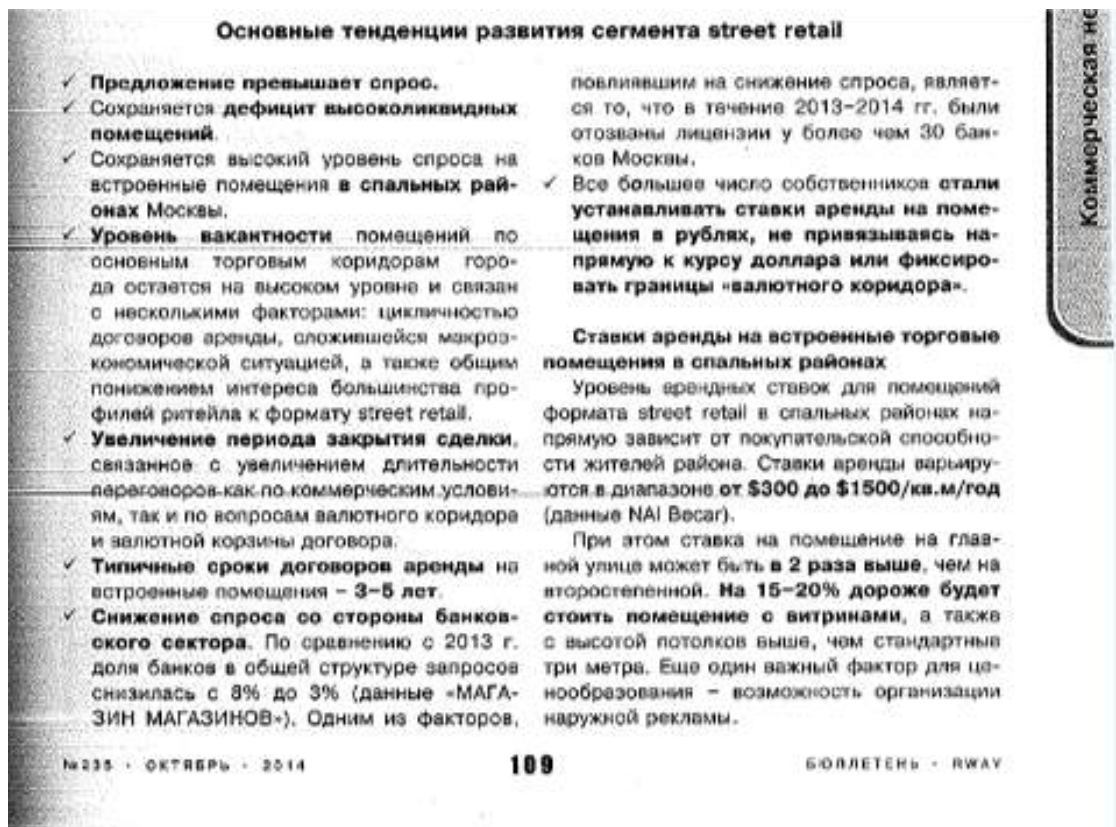 Основные тенденции развития сегмента street retail
✓ Предложение превышает спрос.
✓ Сохраняется дефицит высоколиквидных
помещений.
✓ Сохраняется высокий уровень спроса на
встроенные помещения в спальных рай-
онах Москвы.
✓ Уровень вакантности помещений по
основным торговым коридорам горо-
да остается на высоком уровне и связан
с несколькими факторами: цикличностью
договоров аренды, сложившейся макроэ-
кономической ситуацией, а также общим
понижением интереса большинства про-
филей ритейла к формату street retail.
✓ Увеличение периода закрытия сделки,
связанное с увеличением длительности
переговоров как по коммерческим услови-
ям, так и по вопросам валютного коридора
и валютной корзины договора.
✓ Типичные сроки договоров аренды на
встроенные помещения – 3–5 лет.
✓ Снижение спроса со стороны банков-
ского сектора. По сравнению с 2013 г.
доля банков в общей структуре запросов
снизилась с 8% до 3% (данные «МАГА-
ЗИН МАГАЗИНОВ»). Одним из факторов,
повлиявшим на снижение спроса, являет-
ся то, что в течение 2013–2014 гг. были
отозваны лицензии у более чем 30 бан-
ков Москвы.
✓ Все большее число собственников стали
устанавливать ставки аренды на поме-
щения в рублях, не привязываясь на-
прямую к курсу доллара или фиксиро-
вать границы «валютного коридора».
Ставки аренды на встроенные торговые
помещения в спальных районах
Уровень арендных ставок для помещений
формата street retail в спальных районах на-
прямую зависит от покупательской способно-
сти жителей района. Ставки аренды варьиру-
ются в диапазоне от $300 до $1500/кв.м/год
(данные NAI Becar).
При этом ставка на помещение на глав-
ной улице может быть в 2 раза выше, чем на
второстепенной. На 15–20% дороже будет
стоить помещение с витринами, а также
с высотой потолков выше, чем стандартные
три метра. Еще один важный фактор для це-
нообразования – возможность организации
наружной рекламы.
Коммерческая не
№235 · ОКТЯБРЬ · 2014
109
БЮЛЛЕТЕНЬ · RWAY